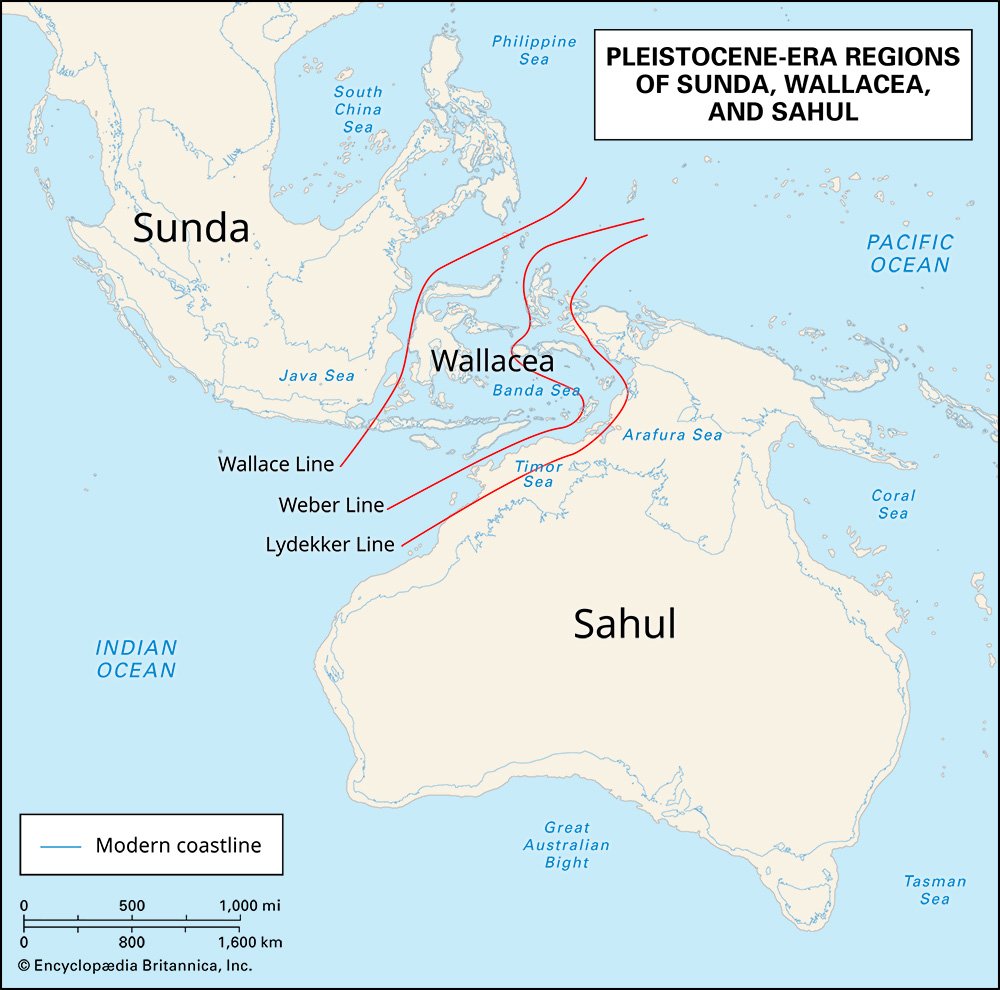 PLEISTOCENE-ERA REGIONS
OF SUNDA, WALLACEA,
AND SAHUL
Philippine
Sea
South
China
Sea
Sunda
PACIFIC
OCEAN
Wallacea
Java Sea
Banda Sea
Arafura Sea
Wallace Line
Timor
Sea
Weber Line
Coral
Sea
Lydekker Line
Sahul
INDIAN
OCEAN
Great
Australian
Bight
Modern coastline
Tasman
Sea
0 500 1,000 mi
0 800 1,600 km
© Encyclopædia Britannica, Inc.